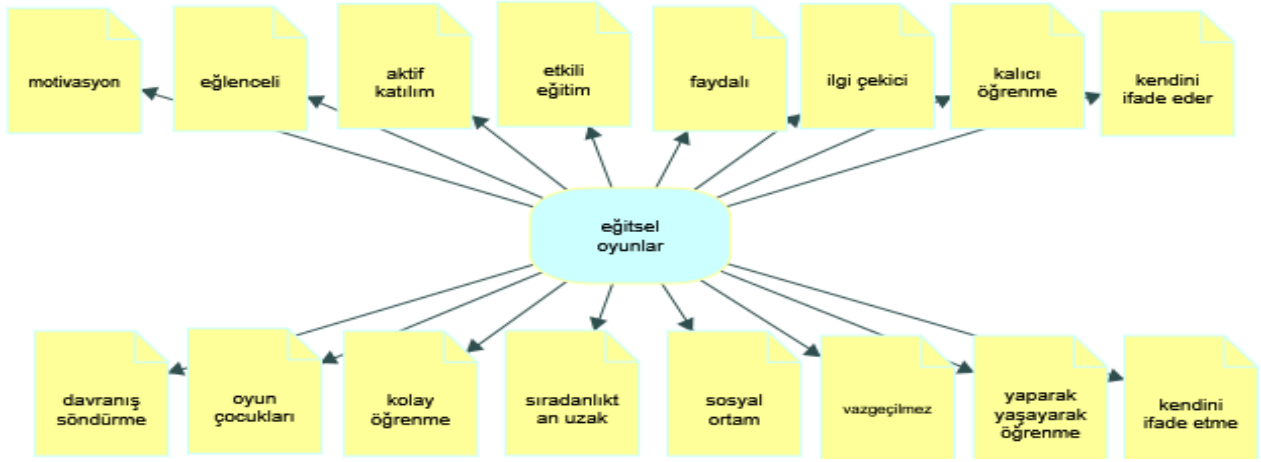 motivasyon
eğlenceli
aktif
katılım
etkili
eğitim
faydalı
ilgi çekici
kalıcı
öğrenme
kendini
ifade eder
eğitsel
oyunlar
davranış
söndürme
oyun
çocukları
kolay
öğrenme
sıradanlıkt
an uzak
sosyal
ortam
vazgeçilmez
yaparak
yaşayarak
öğrenme
kendini
ifade etme